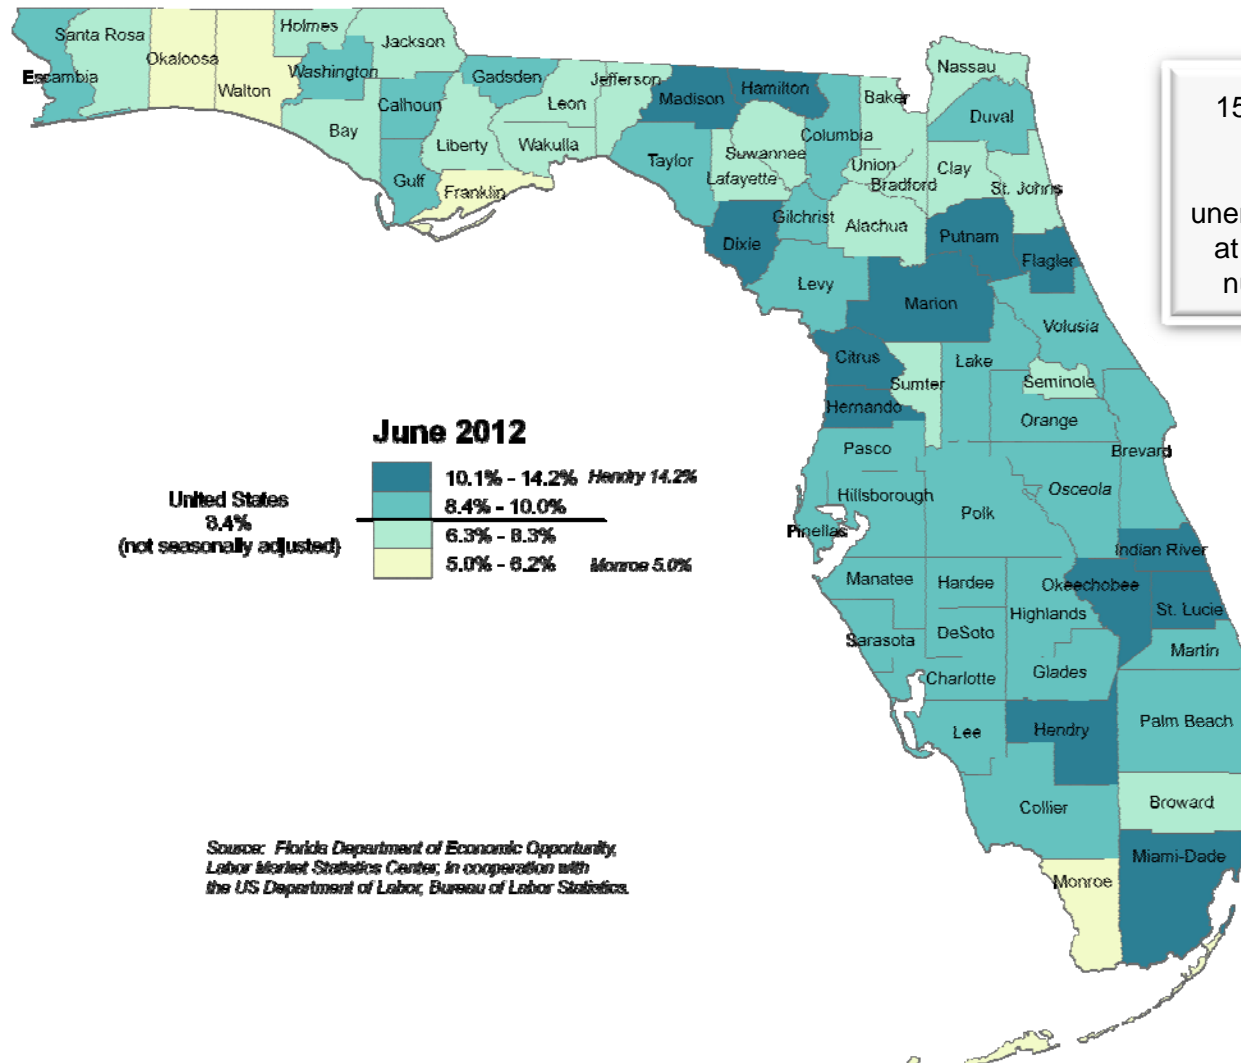 Holmes
Santa Rosa
Jackson
Okaloosa
Escambia
Washington
Walton
Gadsden
Jefferson
Calhoun
Leon
Bay
Liberty
Wakulla
Gulf
Franklin
Madison
Hamilton
Nassau
Baker
Duval
Columbia
Taylor
Suwannee
Union
Clay
Lafayette
Bradford
St. Johns
Gilchrist
Alachua
Dixie
Putnam
Flagler
Levy
Marion
Volusia
Citrus
Lake
Sumter
Seminole
Hernando
Orange
Pasco
Brevard
Hillsborough
Osceola
Polk
Pinellas
Indian River
Manatee
Hardee
Okeechobee
Highlands
St. Lucie
Sarasota
DeSoto
Martin
Charlotte
Glades
Lee
Hendry
Palm Beach
Collier
Broward
Miami-Dade
Monroe
15
at
June 2012
10.1% - 14.2% Hendry 14.2%
8.4% - 10.0%
6.3% - 8.3%
5.0% - 6.2% Monroe 5.0%
United States
8.4%
(not seasonally adjusted)
Source: Florida Department of Economic Opportunity,
Labor Market Statistics Center, in cooperation with
the US Department of Labor, Bureau of Labor Statistics.